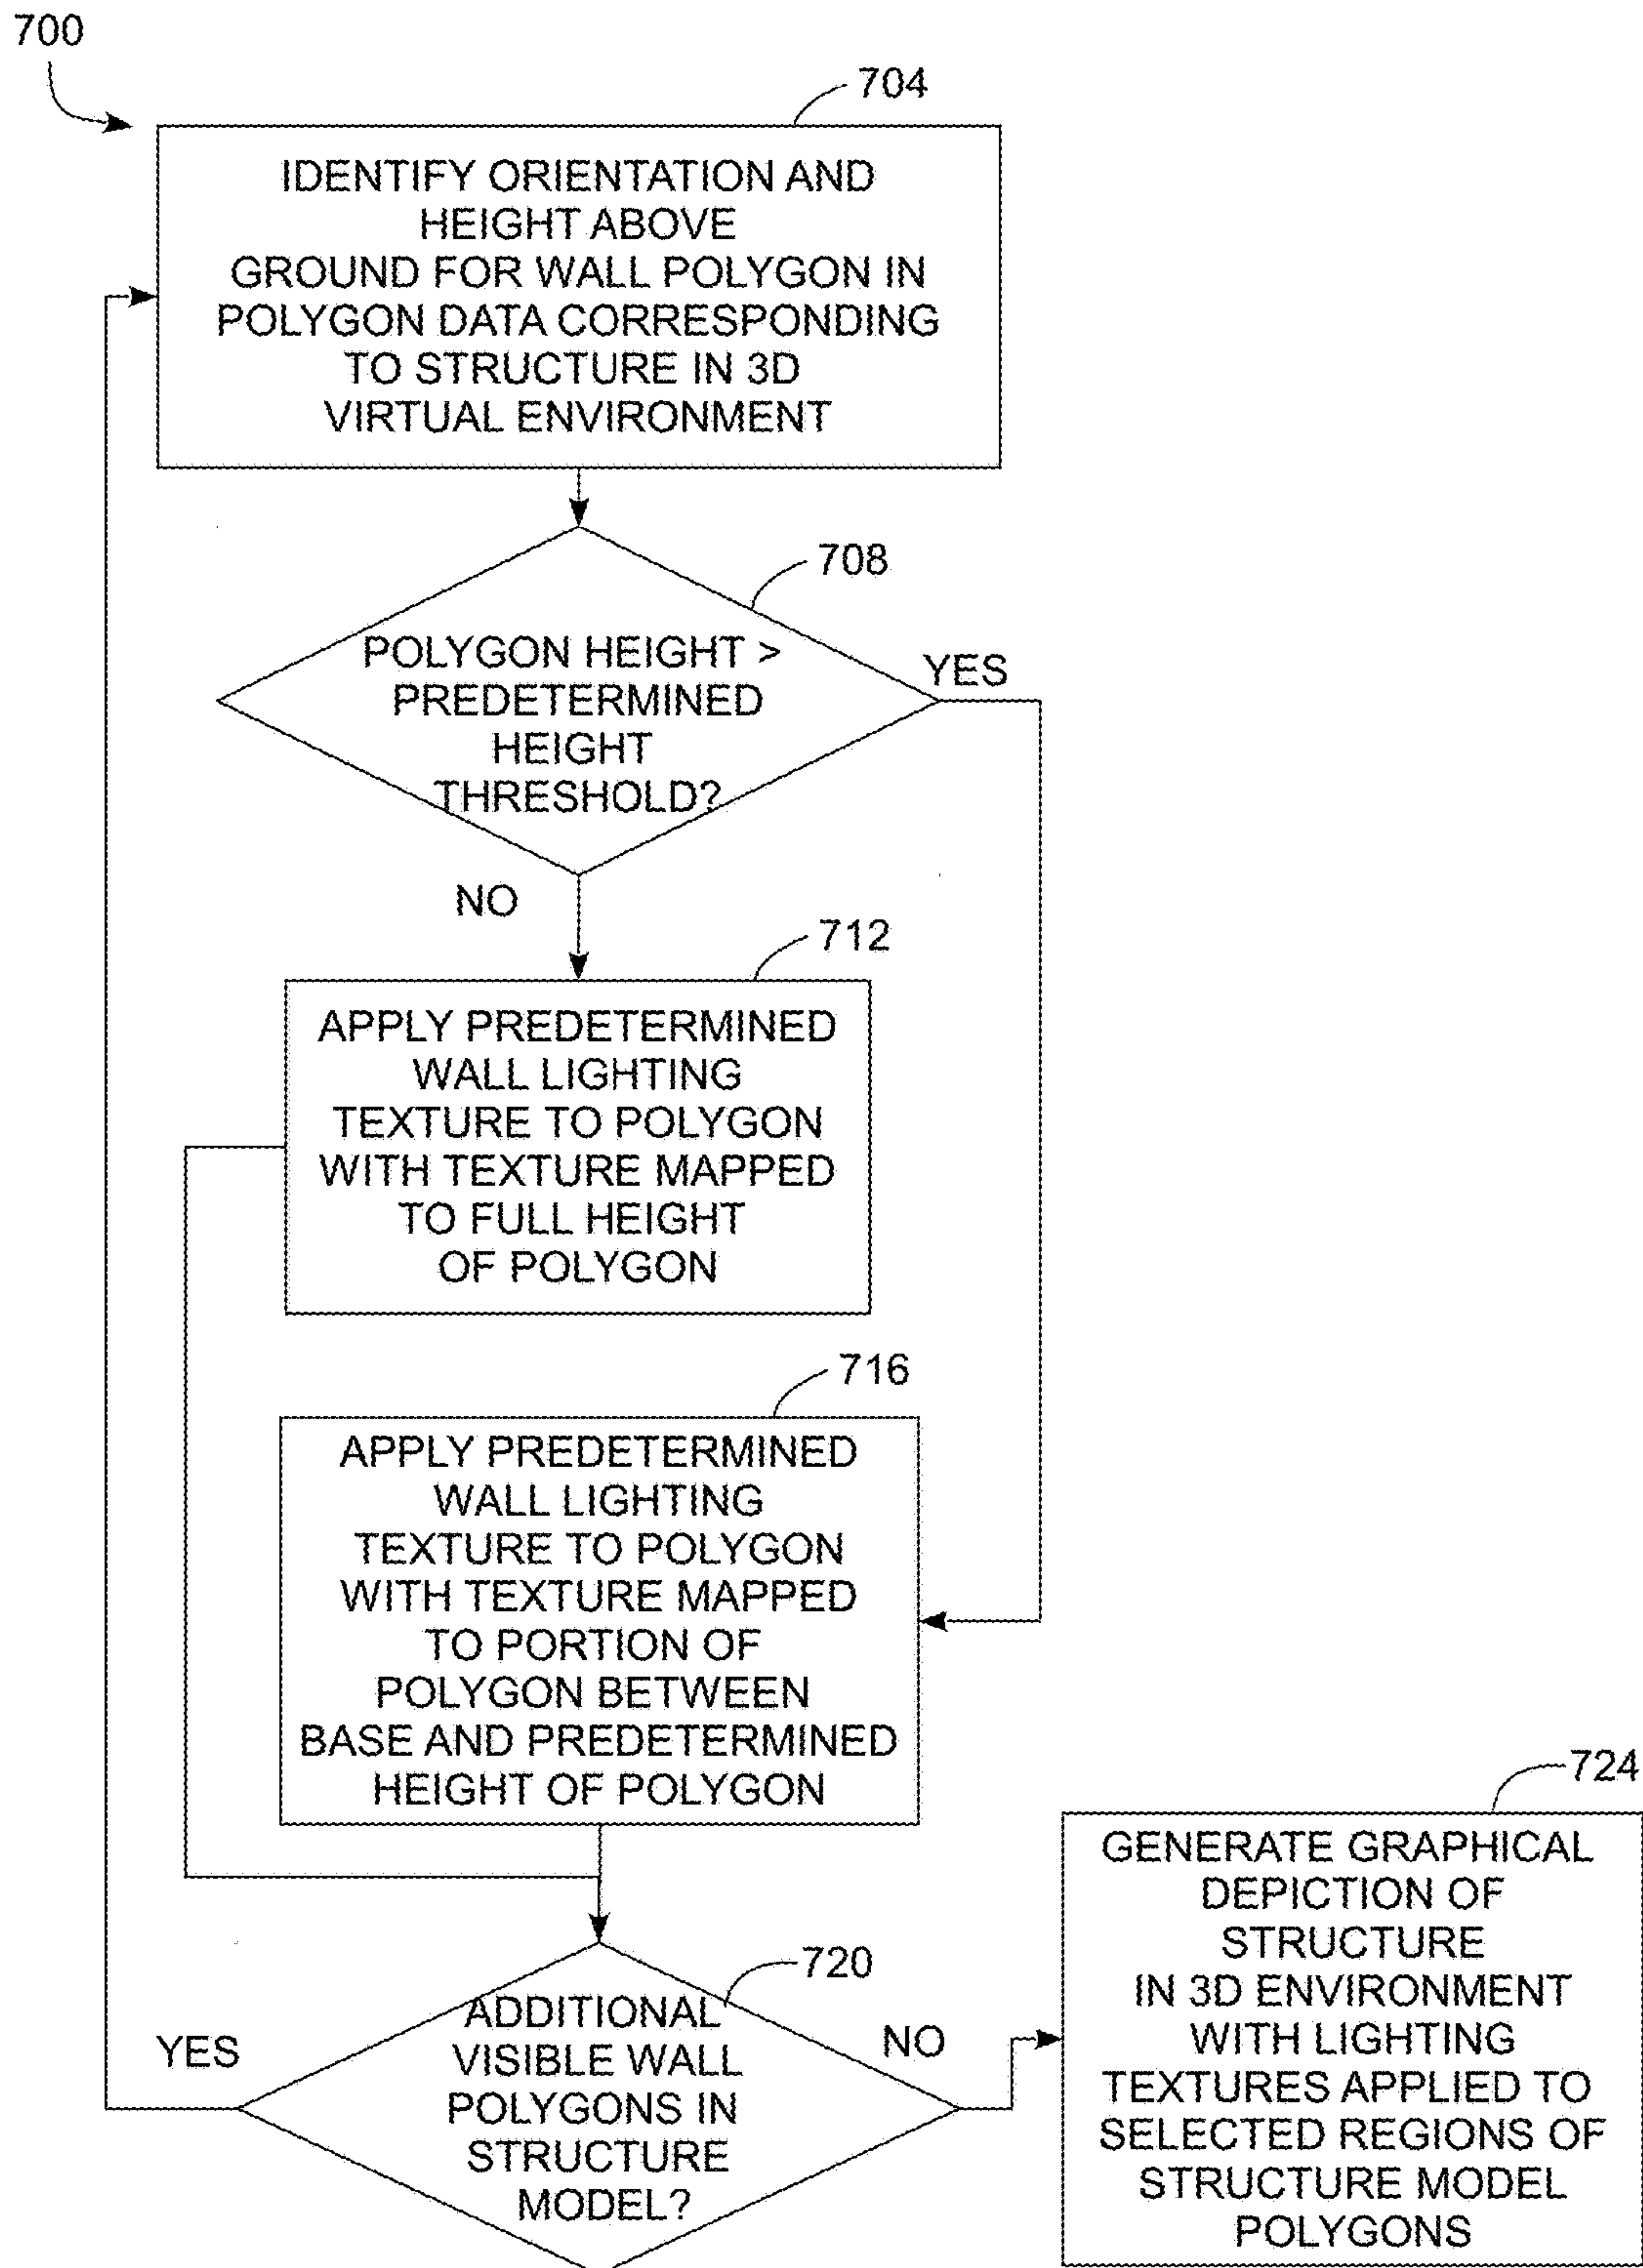 700
704
IDENTIFY ORIENTATION AND
HEIGHT ABOVE
GROUND FOR WALL POLYGON IN
POLYGON DATA CORRESPONDING
TO STRUCTURE IN 3D
VIRTUAL ENVIRONMENT
708
POLYGON HEIGHT >
PREDETERMINED
HEIGHT
THRESHOLD?
YES
NO
712
APPLY PREDETERMINED
WALL LIGHTING
TEXTURE TO POLYGON
WITH TEXTURE MAPPED
TO FULL HEIGHT
OF POLYGON
716
APPLY PREDETERMINED
WALL LIGHTING
TEXTURE TO POLYGON
WITH TEXTURE MAPPED
TO PORTION OF
POLYGON BETWEEN
BASE AND PREDETERMINED
HEIGHT OF POLYGON
720
ADDITIONAL
VISIBLE WALL
POLYGONS IN
STRUCTURE
MODEL?
YES
NO
724
GENERATE GRAPHICAL
DEPICTION OF
STRUCTURE
IN 3D ENVIRONMENT
WITH LIGHTING
TEXTURES APPLIED TO
SELECTED REGIONS OF
STRUCTURE MODEL
POLYGONS